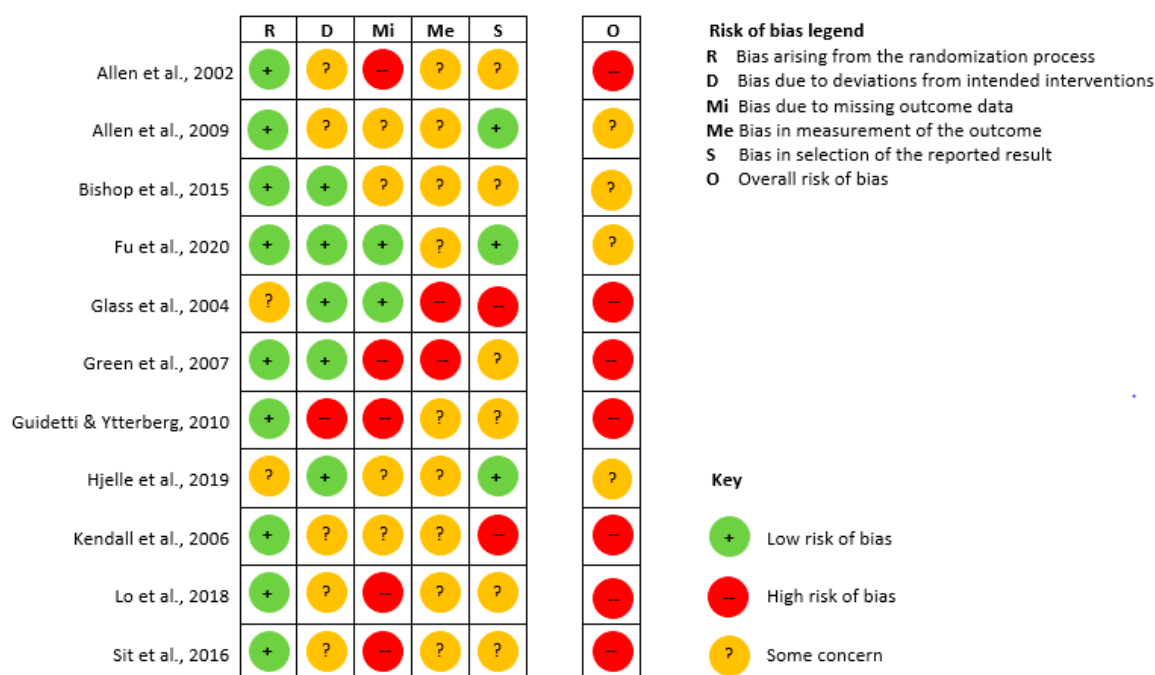 R D Mi Me S O
Allen et al., 2002 + ? -- ? ? --
Allen et al., 2009 + ? ? ? + ?
Bishop et al., 2015 + + ? ? ? ?
Fu et al., 2020 + + + ? + ?
Glass et al., 2004 ? + + -- -- --
Green et al., 2007 + + -- -- ? --
Guidetti & Ytterberg, 2010 + -- -- ? ? --
Hjelle et al., 2019 ? + ? ? + ?
Kendall et al., 2006 + ? ? ? -- --
Lo et al., 2018 + ? -- ? ? --
Sit et al., 2016 + ? -- ? ? --
Risk of bias legend
R Bias arising from the randomization process
D Bias due to deviations from intended interventions
Mi Bias due to missing outcome data
Me Bias in measurement of the outcome
S Bias in selection of the reported result
O Overall risk of bias
Key
+ Low risk of bias
-- High risk of bias
? Some concern